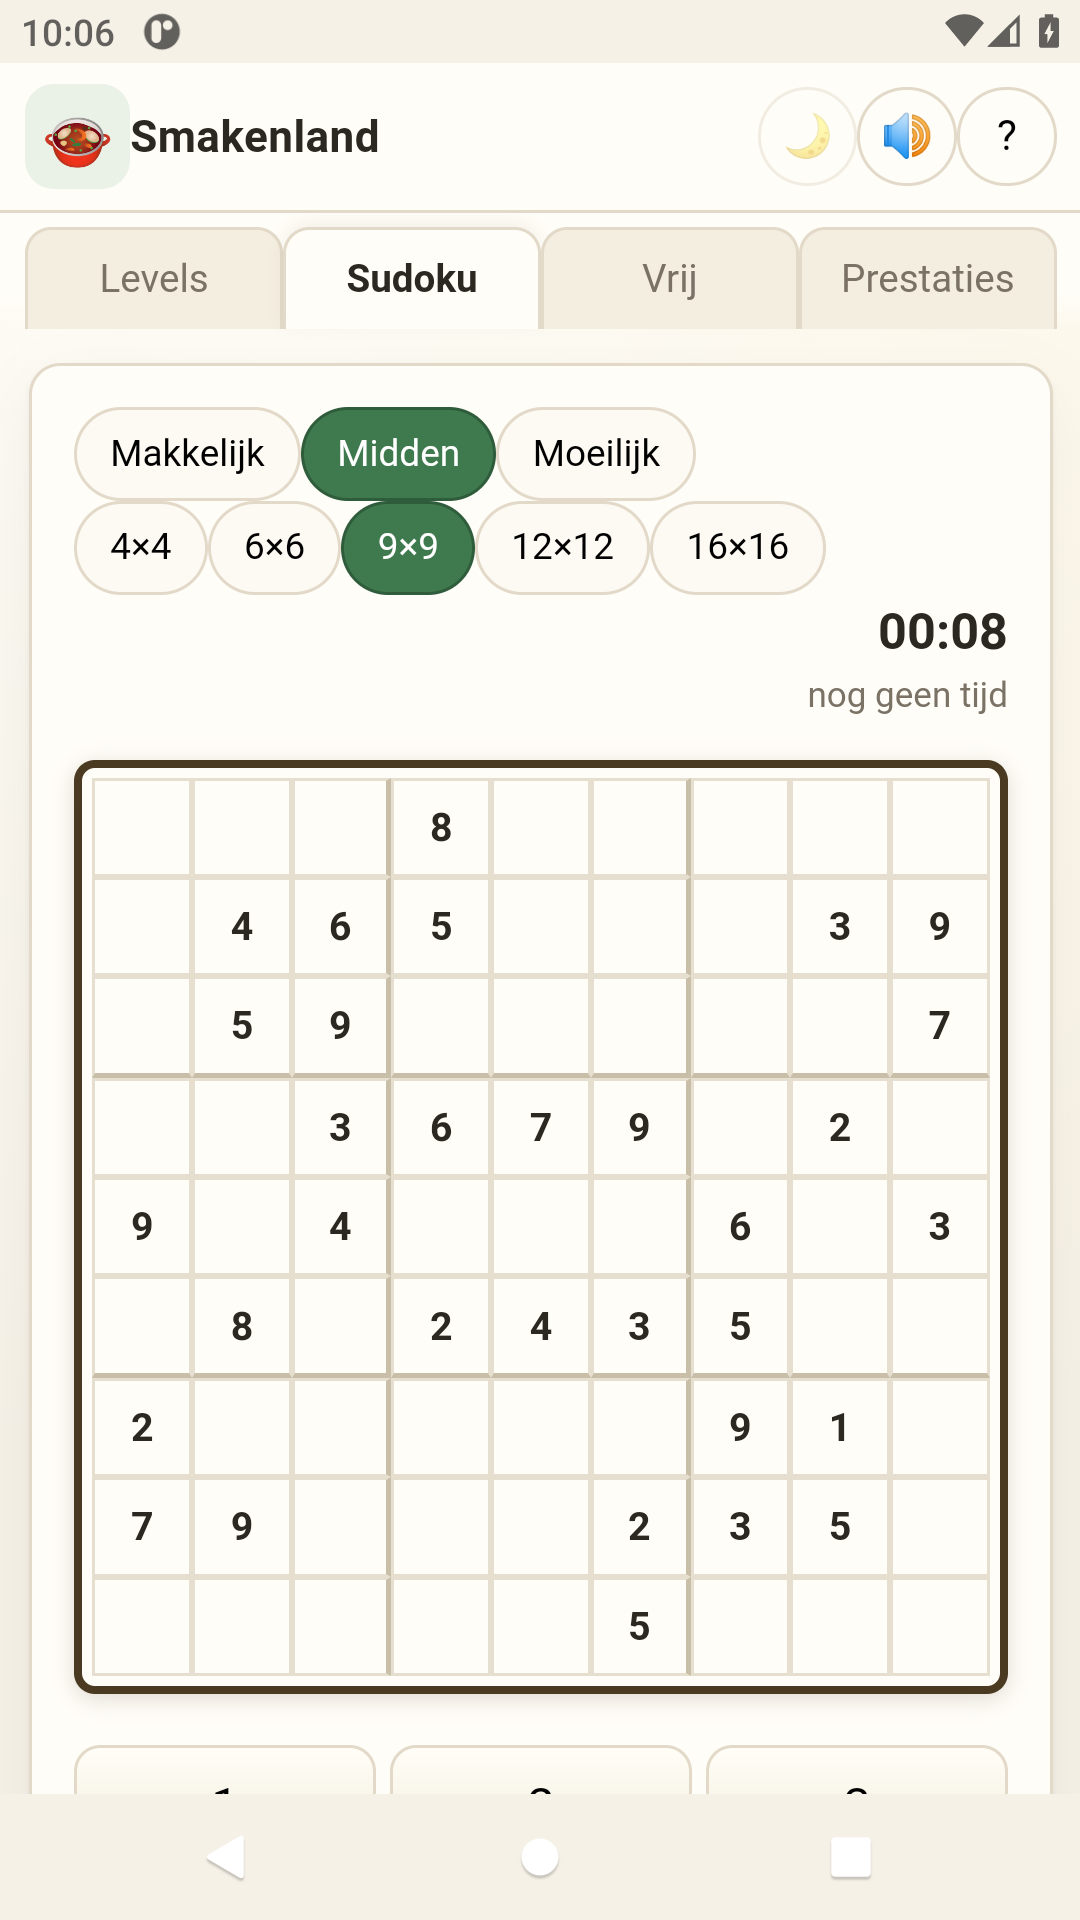 10:06
Smakenland
?
Levels Sudoku Vrij Prestaties
Makkelijk Midden Moeilijk
4×4 6×6 9×9 12×12 16×16
00:08
nog geen tijd
8
4 6 5 3 9
5 9 7
3 6 7 9 2
9 4 6 3
8 2 4 3 5
2 9 1
7 9 2 3 5
5